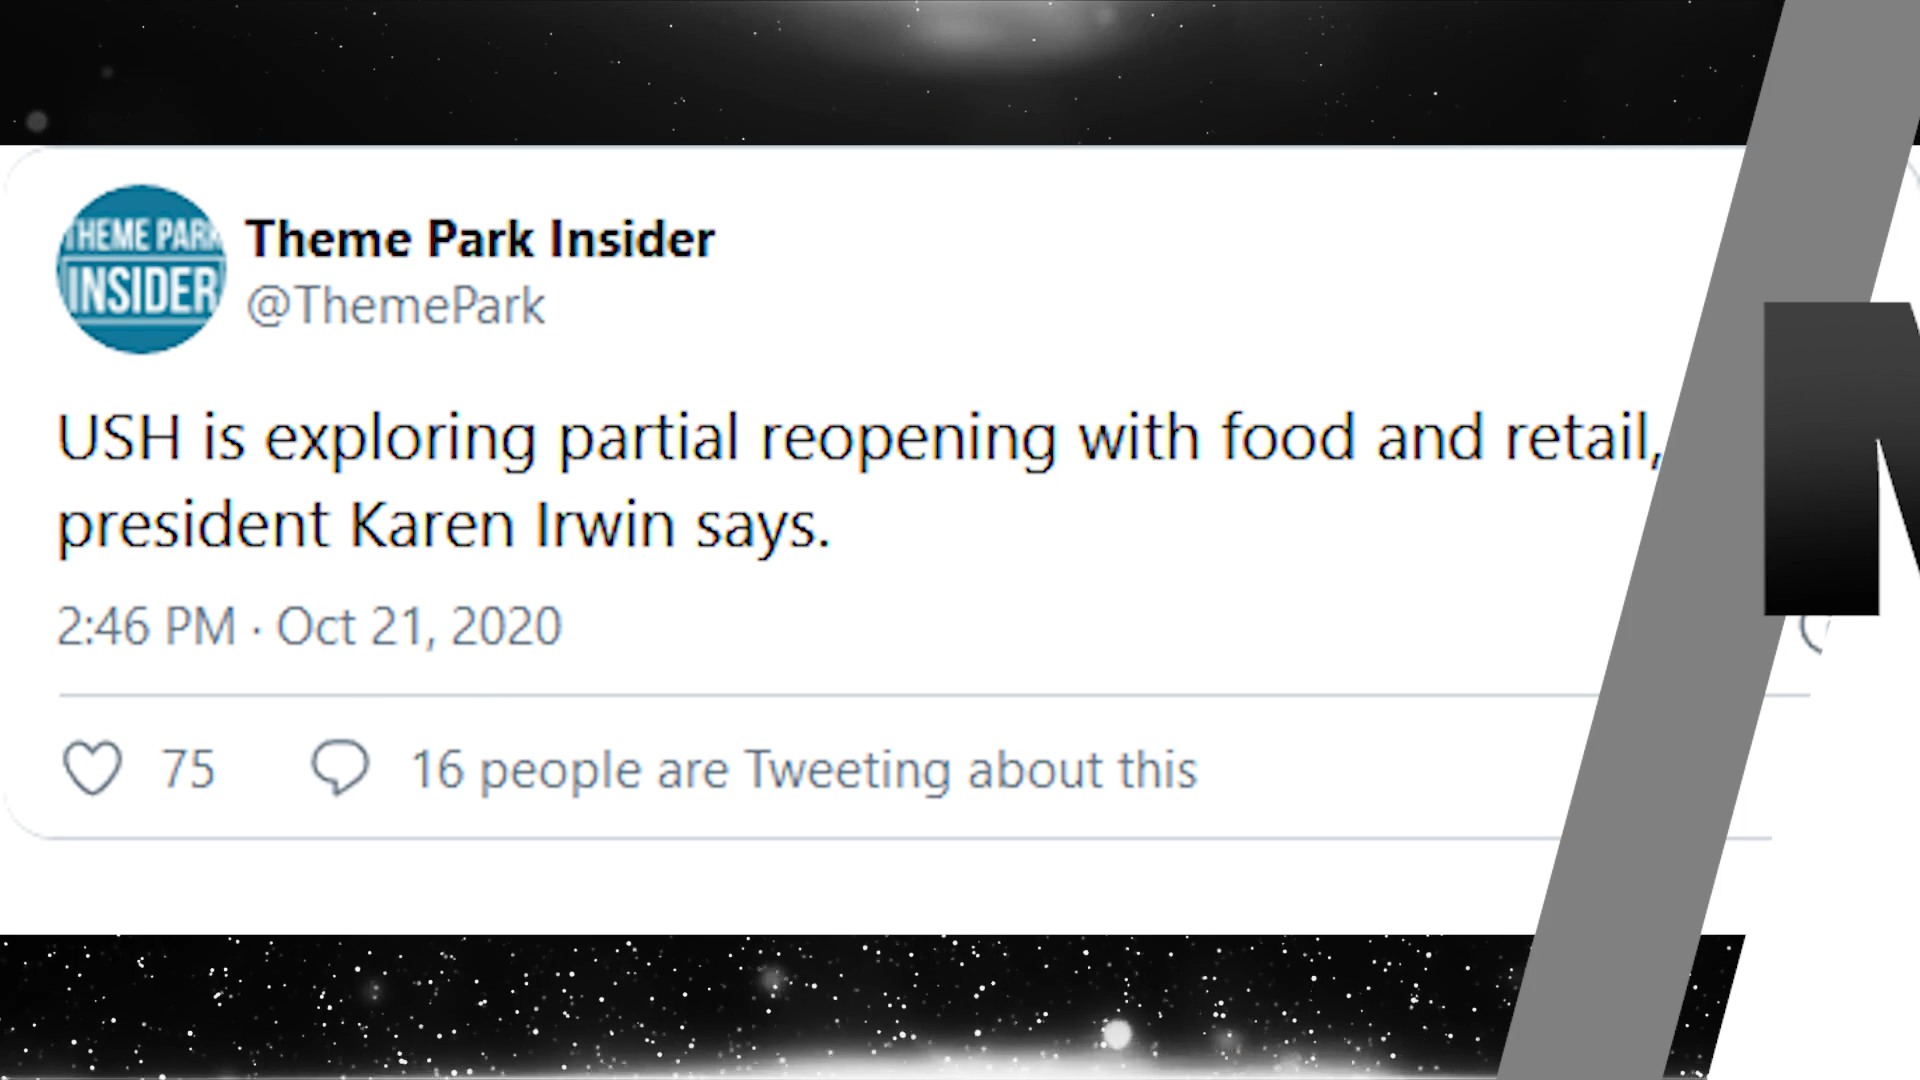 THEME PARK
INSIDER
Theme Park Insider
@ThemePark
USH is exploring partial reopening with food and retail,
president Karen Irwin says.
2:46 PM · Oct 21, 2020
75 16 people are Tweeting about this